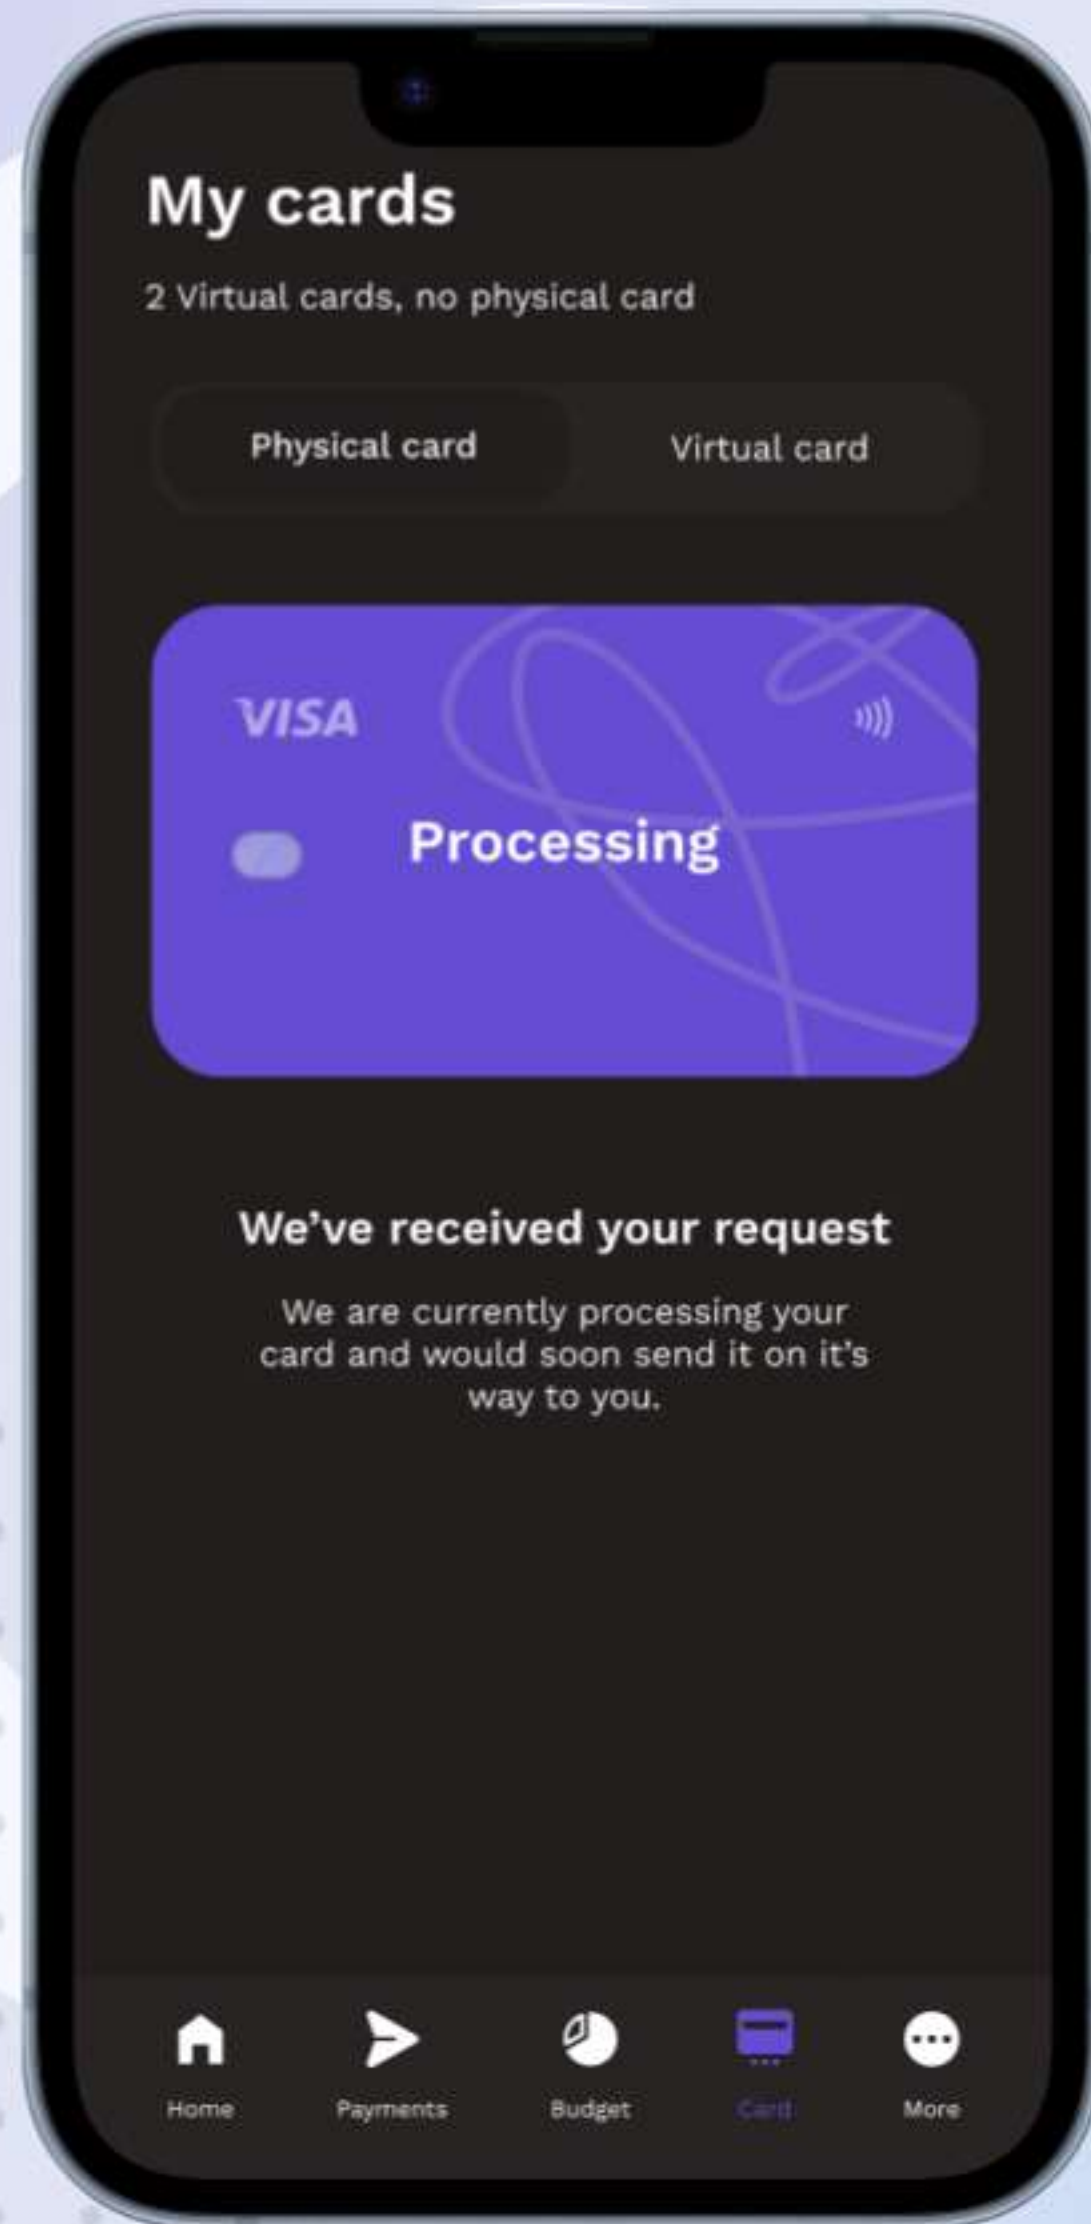 My cards
2 Virtual cards, no physical card
Physical card
Virtual card
VISA
Processing
We’ve received your request
We are currently processing your
card and would soon send it on it’s
way to you.
Home
Payments
Budget
Card
More